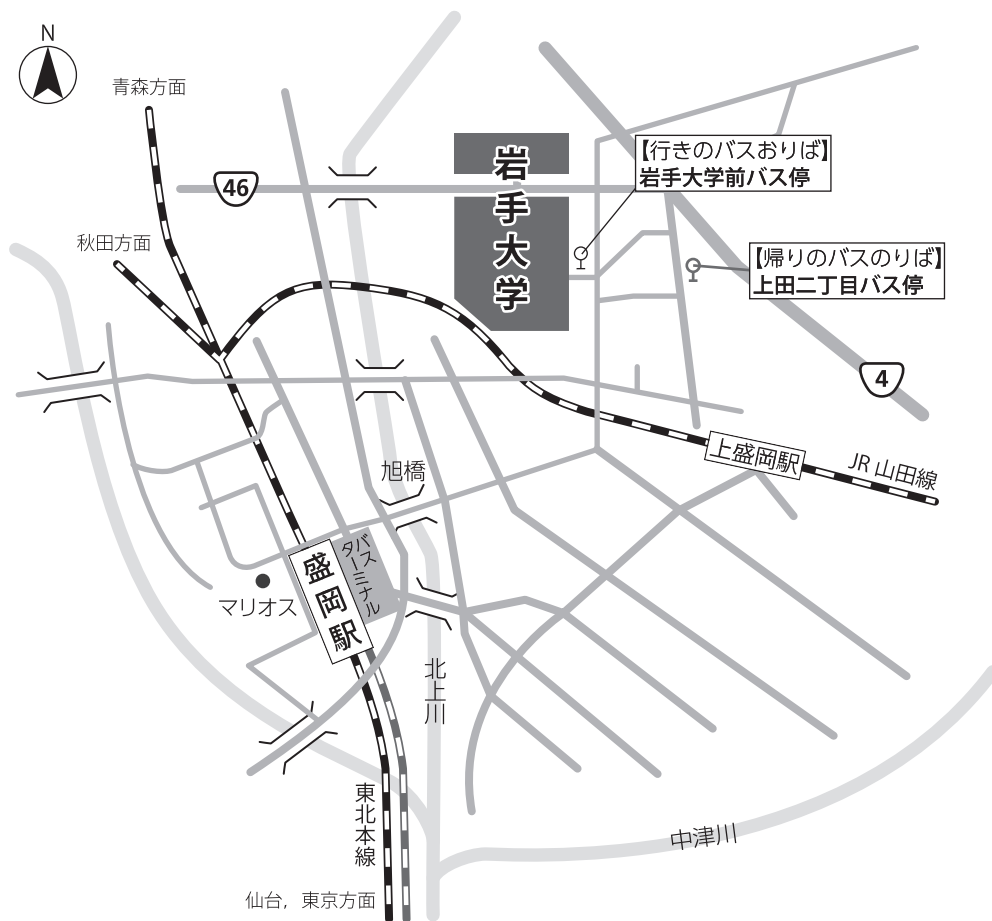 N
青森方面
秋田方面
46
岩手大学
【行きのバスおりば】
岩手大学前バス停
【帰りのバスのりば】
上田二丁目バス停
4
上盛岡駅
JR 山田線
旭橋
バス
ターミナル
盛岡駅
マリオス
北上川
東北本線
中津川
仙台，東京方面